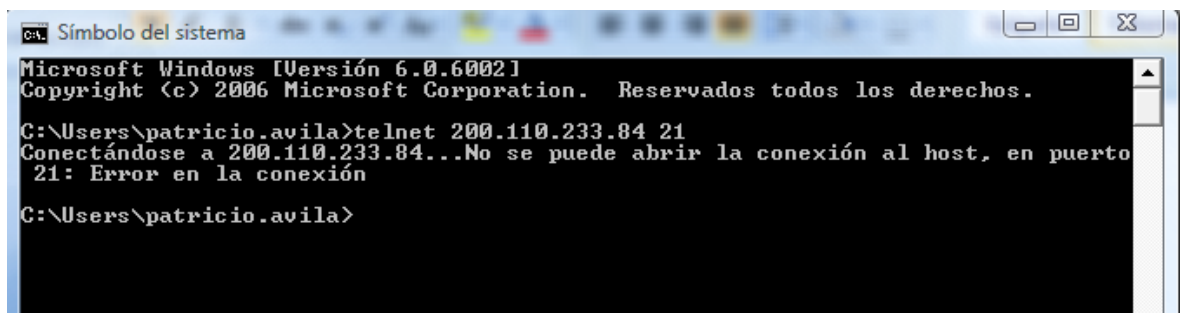 Símbolo del sistema
Microsoft Windows [Versión 6.0.6002]
Copyright (c) 2006 Microsoft Corporation.  Reservados todos los derechos.
C:\Users\patricio.avila>telnet 200.110.233.84 21
Conectándose a 200.110.233.84...No se puede abrir la conexión al host, en puerto
 21: Error en la conexión
C:\Users\patricio.avila>